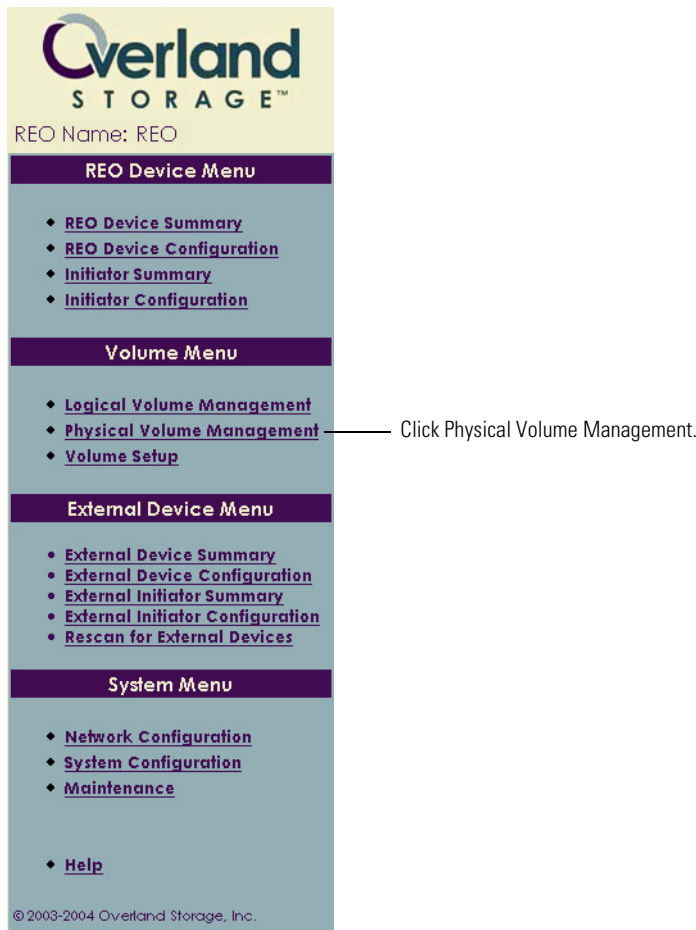 Overland
STORAGE™
REO Name: REO
REO Device Menu
REO Device Summary
REO Device Configuration
Initiator Summary
Initiator Configuration
Volume Menu
Logical Volume Management
Physical Volume Management
Click Physical Volume Management.
Volume Setup
External Device Menu
External Device Summary
External Device Configuration
External Initiator Summary
External Initiator Configuration
Rescan for External Devices
System Menu
Network Configuration
System Configuration
Maintenance
Help
© 2003-2004 Overland Storage, Inc.